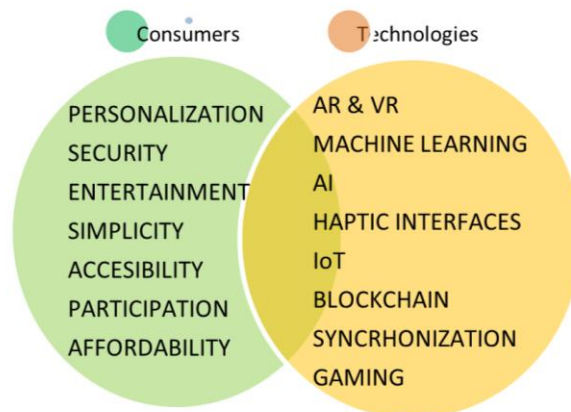 Consumers
Technologies
PERSONALIZATION
SECURITY
ENTERTAINMENT
SIMPLICITY
ACCESIBILITY
PARTICIPATION
AFFORDABILITY
AR & VR
MACHINE LEARNING
AI
HAPTIC INTERFACES
IoT
BLOCKCHAIN
SYNCRHONIZATION
GAMING